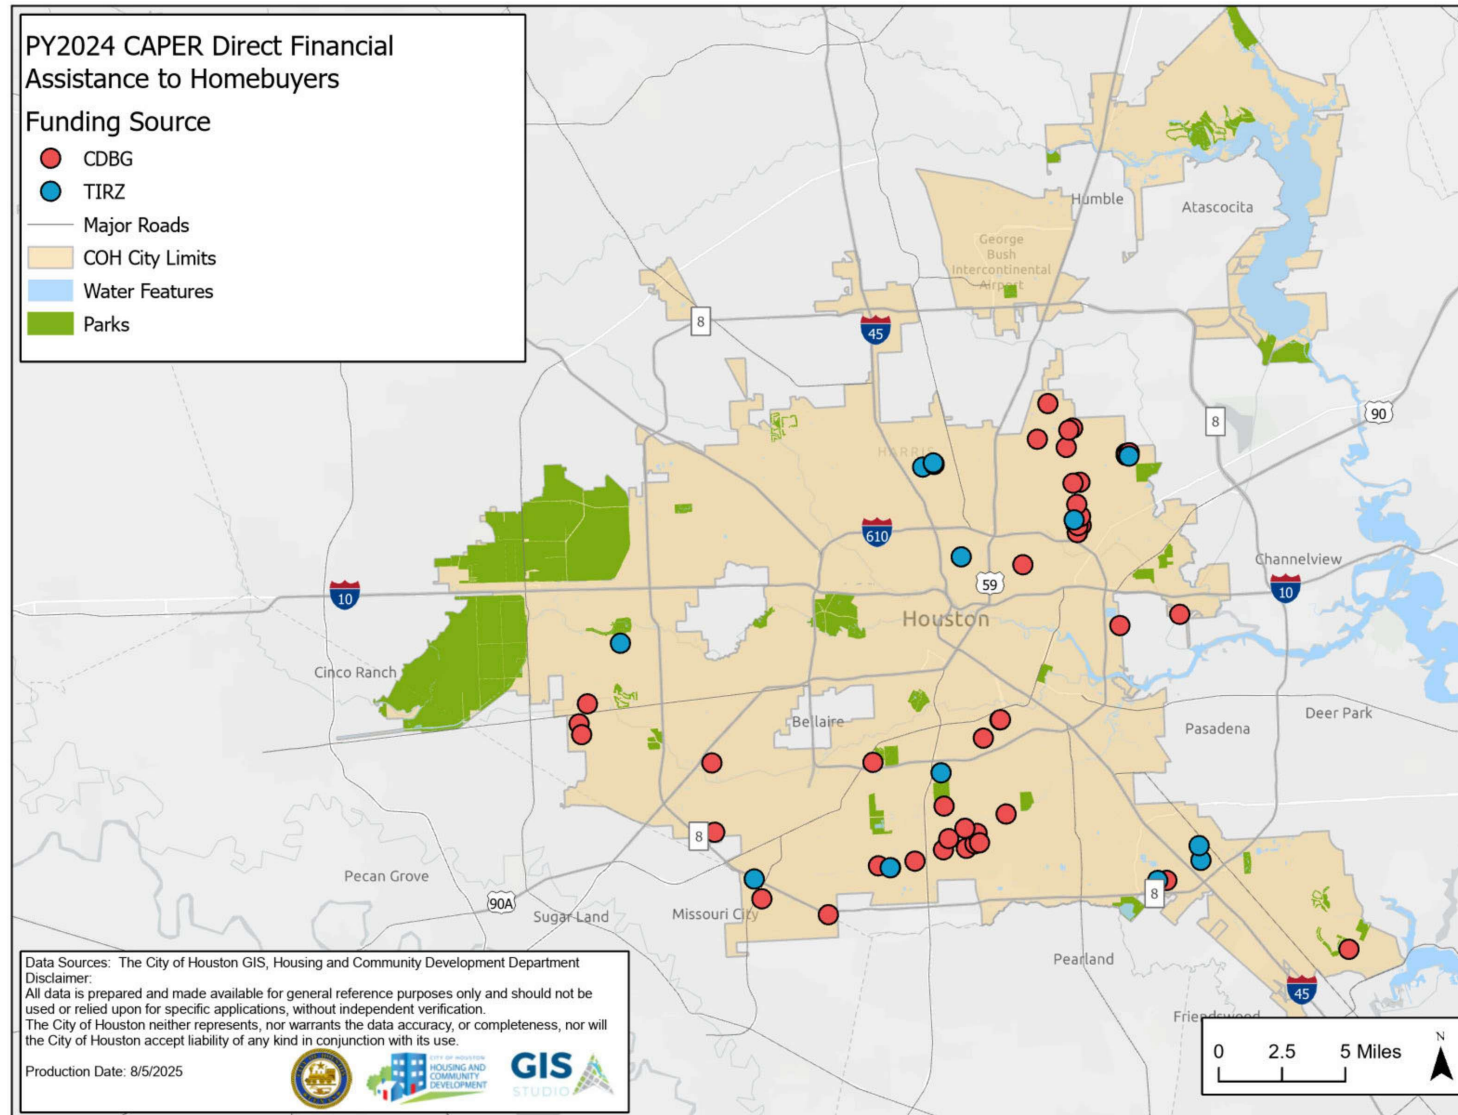 PY2024 CAPER Direct Financial
Assistance to Homebuyers
Funding Source
CDBG
TIRZ
Major Roads
COH City Limits
Water Features
Parks
Humble
Atascocita
George
Bush
Intercontinental
Airport
8
45
90
8
HARRIS
610
Channelview
59
10
10
Houston
Cinco Ranch
Bellaire
Pasadena
Deer Park
8
Pecan Grove
90A
Sugar Land
Missouri City
8
Pearland
45
Friendswood
Data Sources: The City of Houston GIS, Housing and Community Development Department
Disclaimer:
All data is prepared and made available for general reference purposes only and should not be
used or relied upon for specific applications, without independent verification.
The City of Houston neither represents, nor warrants the data accuracy, or completeness, nor will
the City of Houston accept liability of any kind in conjunction with its use.
Production Date: 8/5/2025
CITY OF HOUSTON
HOUSING AND
COMMUNITY
DEVELOPMENT
GIS
STUDIO
N
0 2.5 5 Miles